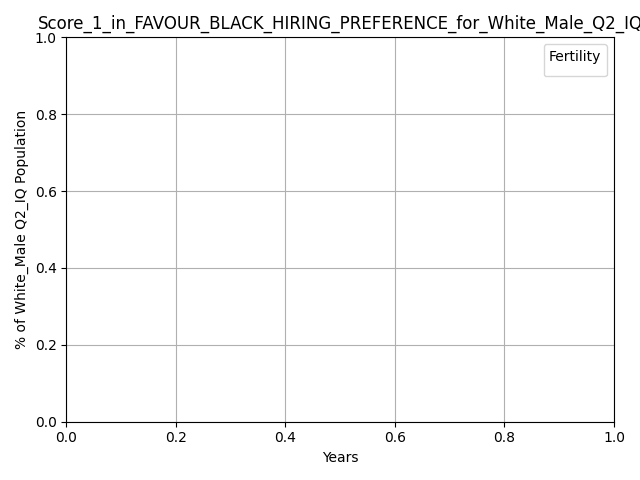 Score_1_in_FAVOUR_BLACK_HIRING_PREFERENCE_for_White_Male_Q2_IQ
Fertility
% of White_Male Q2_IQ Population
1.0
0.8
0.6
0.4
0.2
0.0
0.0 0.2 0.4 0.6 0.8 1.0
Years